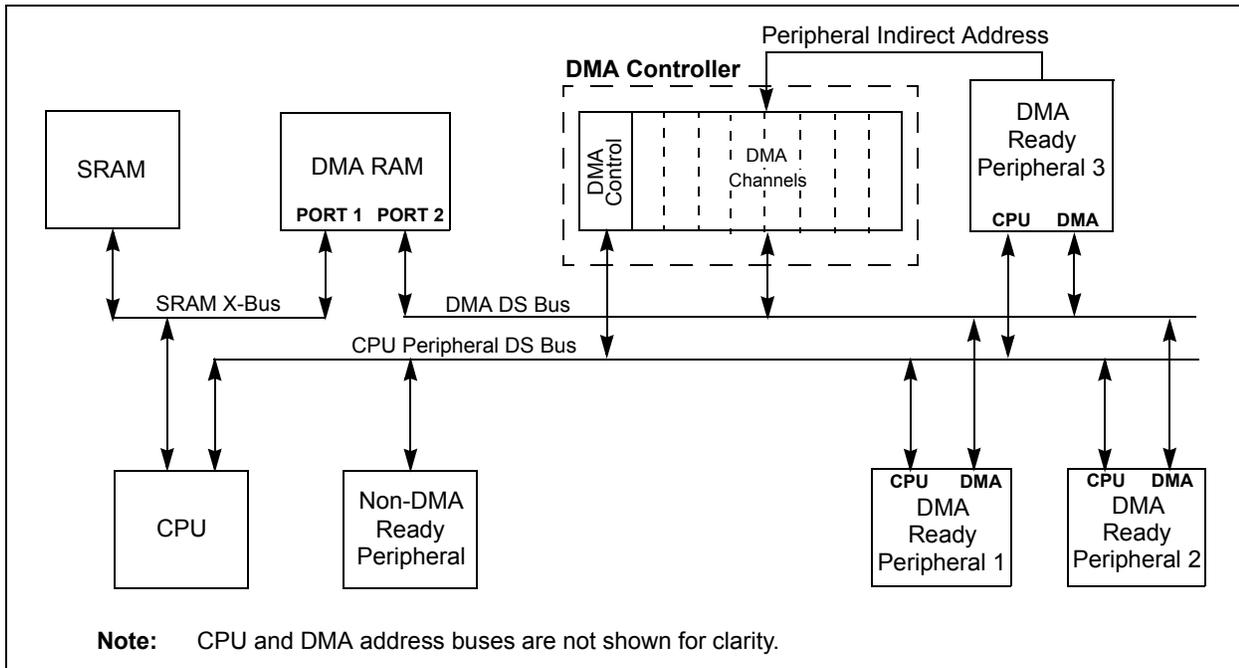 Peripheral Indirect Address
DMA Controller
SRAM
DMA RAM
PORT 1 PORT 2
DMA
Control
DMA
Channels
DMA
Ready
Peripheral 3
CPU DMA
SRAM X-Bus
DMA DS Bus
CPU Peripheral DS Bus
CPU
Non-DMA
Ready
Peripheral
CPU DMA
DMA
Ready
Peripheral 1
CPU DMA
DMA
Ready
Peripheral 2
Note: CPU and DMA address buses are not shown for clarity.